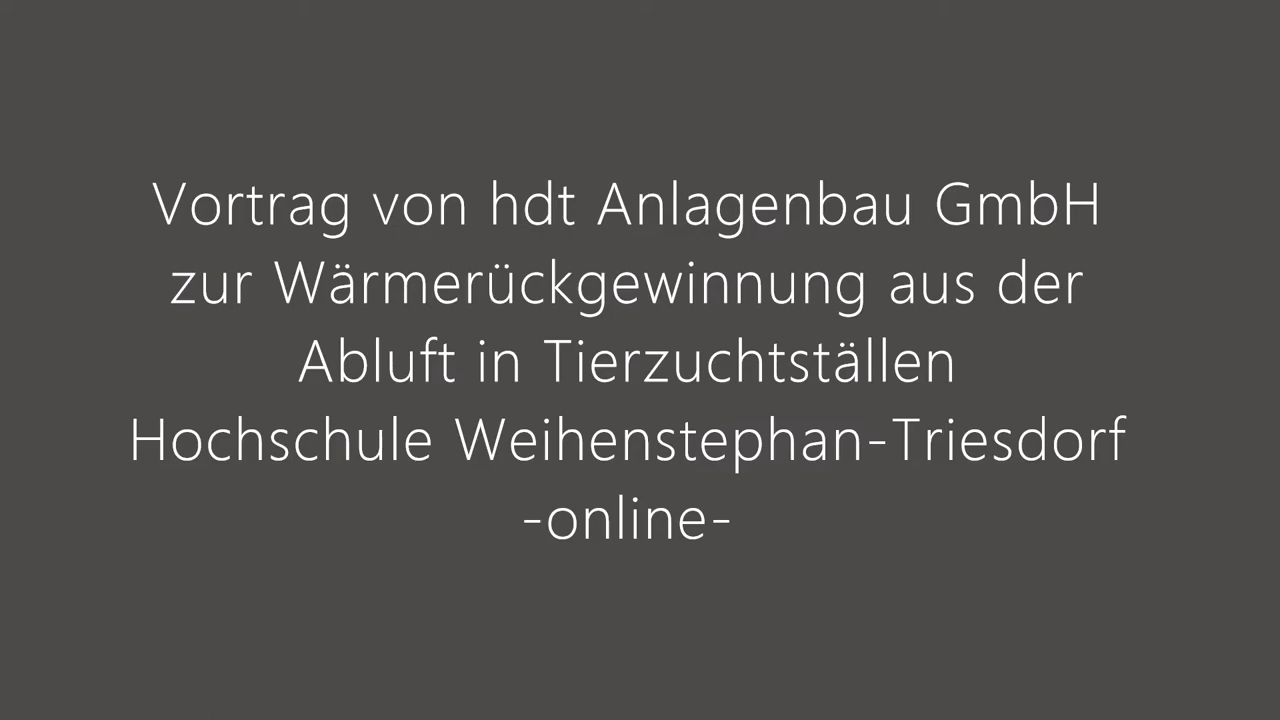 Vortrag von hdt Anlagenbau GmbH
zur Wärmerückgewinnung aus der
Abluft in Tierzuchtställen
Hochschule Weihenstephan-Triesdorf
-online-